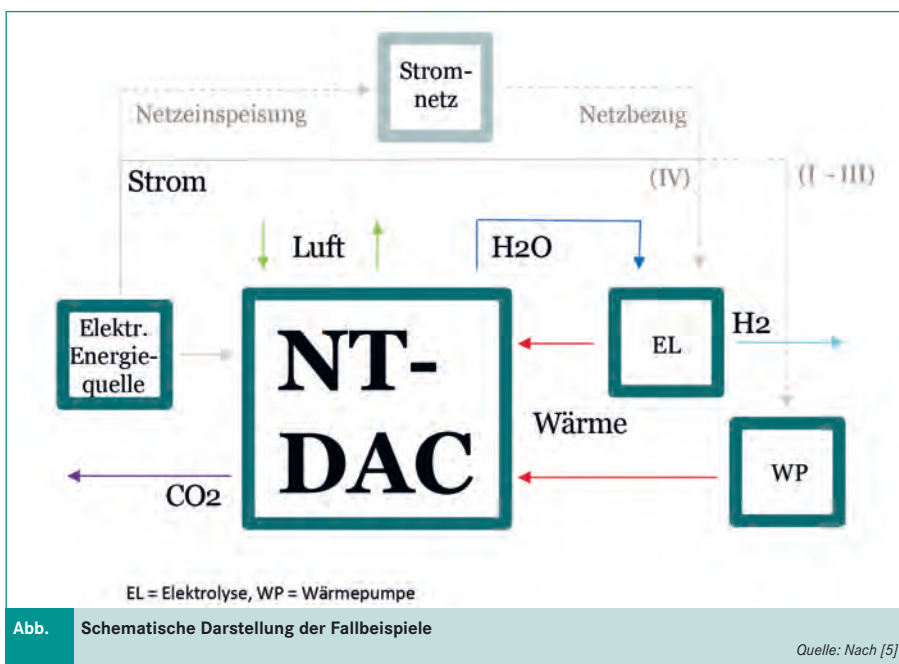 Strom-
netz
Netzeinspeisung
Netzbezug
Strom
(IV)
(I - III)
Luft
H2O
Elektr.
Energie-
quelle
NT-
DAC
EL
H2
Wärme
WP
CO2
EL = Elektrolyse, WP = Wärmepumpe
Abb. Schematische Darstellung der Fallbeispiele
Quelle: Nach [5]